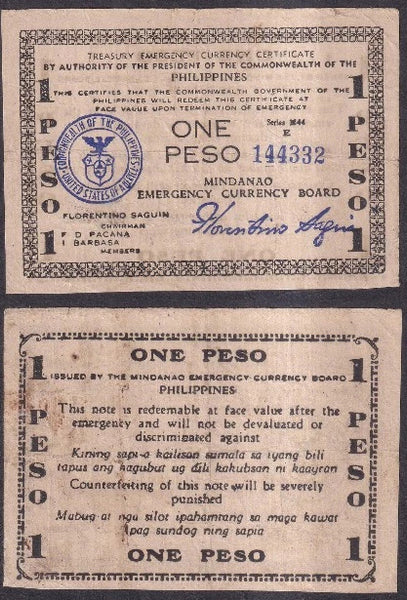 TREASURY EMERGENCY CURRENCY CERTIFICATE
BY AUTHORITY OF THE PRESIDENT OF THE COMMONWEALTH OF THE
PHILIPPINES
THIS CERTIFIES THAT THE COMMONWEALTH GOVERNMENT OF THE
PHILIPPINES WILL REDEEM THIS CERTIFICATE AT
FACE VALUE UPON TERMINATION OF EMERGENCY
1 PESO 1
1 PESO 1
COMMONWEALTH OF THE PHILIPPINES
UNITED STATES OF AMERICA
Series 1944
E
ONE
PESO 144332
MINDANAO
EMERGENCY CURRENCY BOARD
FLORENTINO SAGUIN
CHAIRMAN
F D PACANA
I BARBASA
MEMBERS
Florentino Saguin
ONE PESO
ISSUED BY THE MINDANAO EMERGENCY CURRENCY BOARD
PHILIPPINES
1 PESO 1
1 PESO 1
This note is redeemable at face value after the
emergency and will not be devaluated or
discriminated against
Kining sapi-a kailisan sumala sa iyang bili
tapus ang kagubut ug dili kakubsan ni kaayran
Counterfeiting of this note will be severely
punished
Mabug at nga silot ipahamtang sa maga kawat
pag sundog ning sapia
ONE PESO